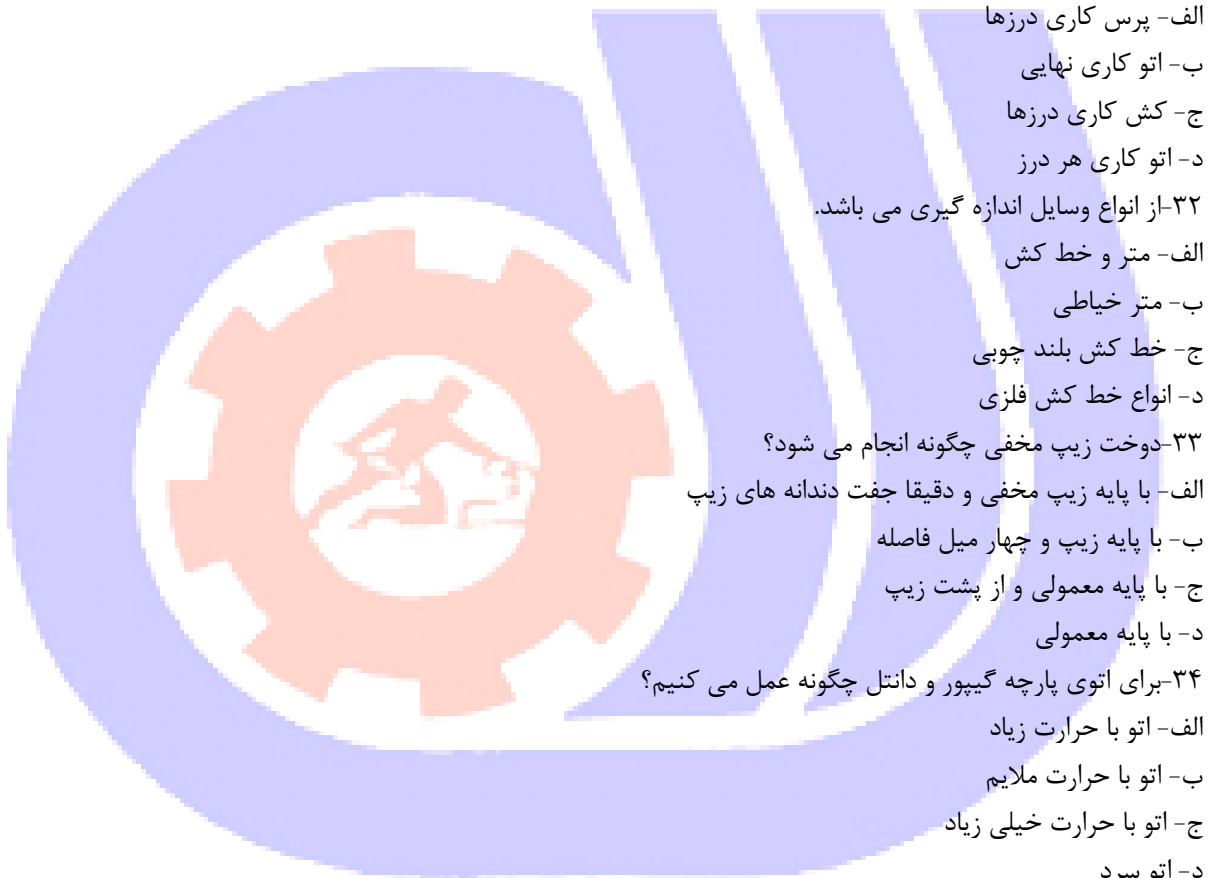 الف- پرس کاری درزها
ب- اتو کاری نهایی
ج- کش کاری درزها
د- اتو کاری هر درز
۳۲-از انواع وسایل اندازه گیری می باشد.
الف- متر و خط کش
ب- متر خیاطی
ج- خط کش بلند چوبی
د- انواع خط کش فلزی
۳۳-دوخت زیپ مخفی چگونه انجام می شود؟
الف- با پایه زیپ مخفی و دقیقا جفت دندانه های زیپ
ب- با پایه زیپ و چهار میل فاصله
ج- با پایه معمولی و از پشت زیپ
د- با پایه معمولی
۳۴-برای اتوی پارچه گیپور و دانتل چگونه عمل می کنیم؟
الف- اتو با حرارت زیاد
ب- اتو با حرارت ملایم
ج- اتو با حرارت خیلی زیاد
د- اتو سرد